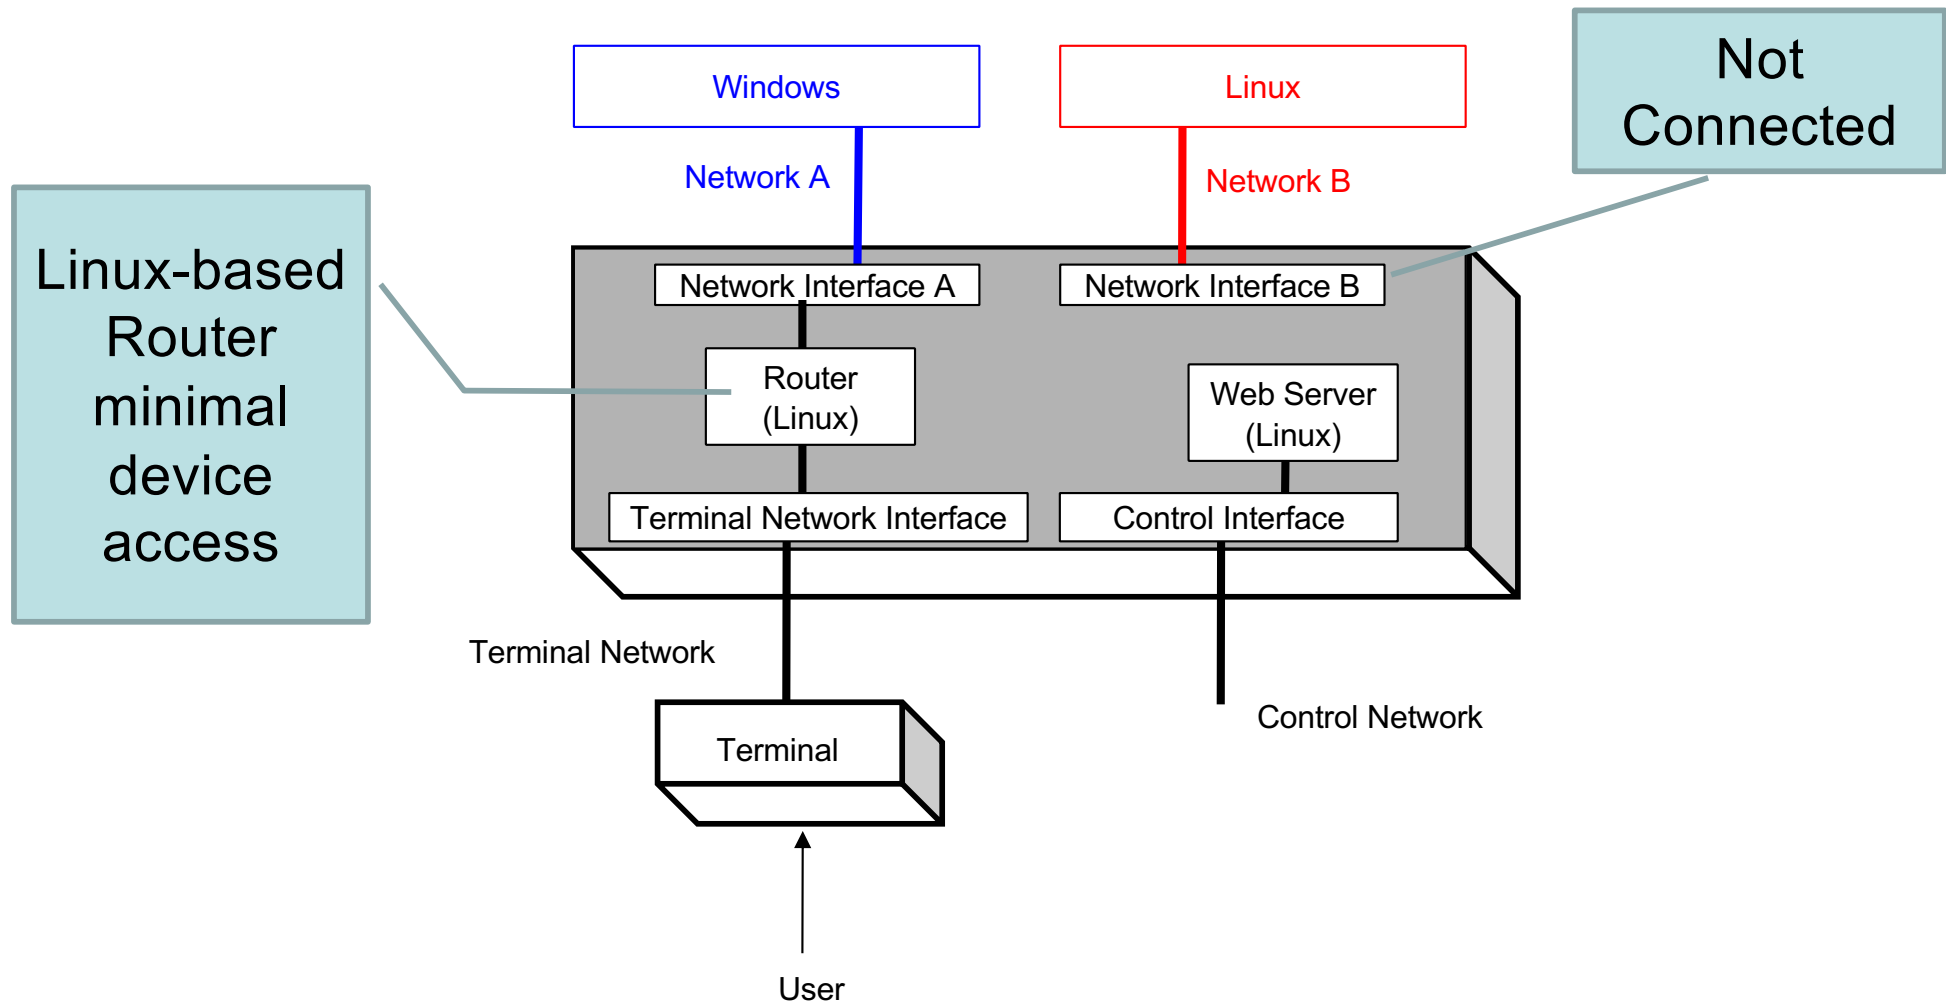 Not
Connected
Windows
Linux
Network A
Network B
Linux-based
Router
minimal
device
access
Network Interface A
Network Interface B
Router
(Linux)
Web Server
(Linux)
Terminal Network Interface
Control Interface
Terminal Network
Control Network
Terminal
User